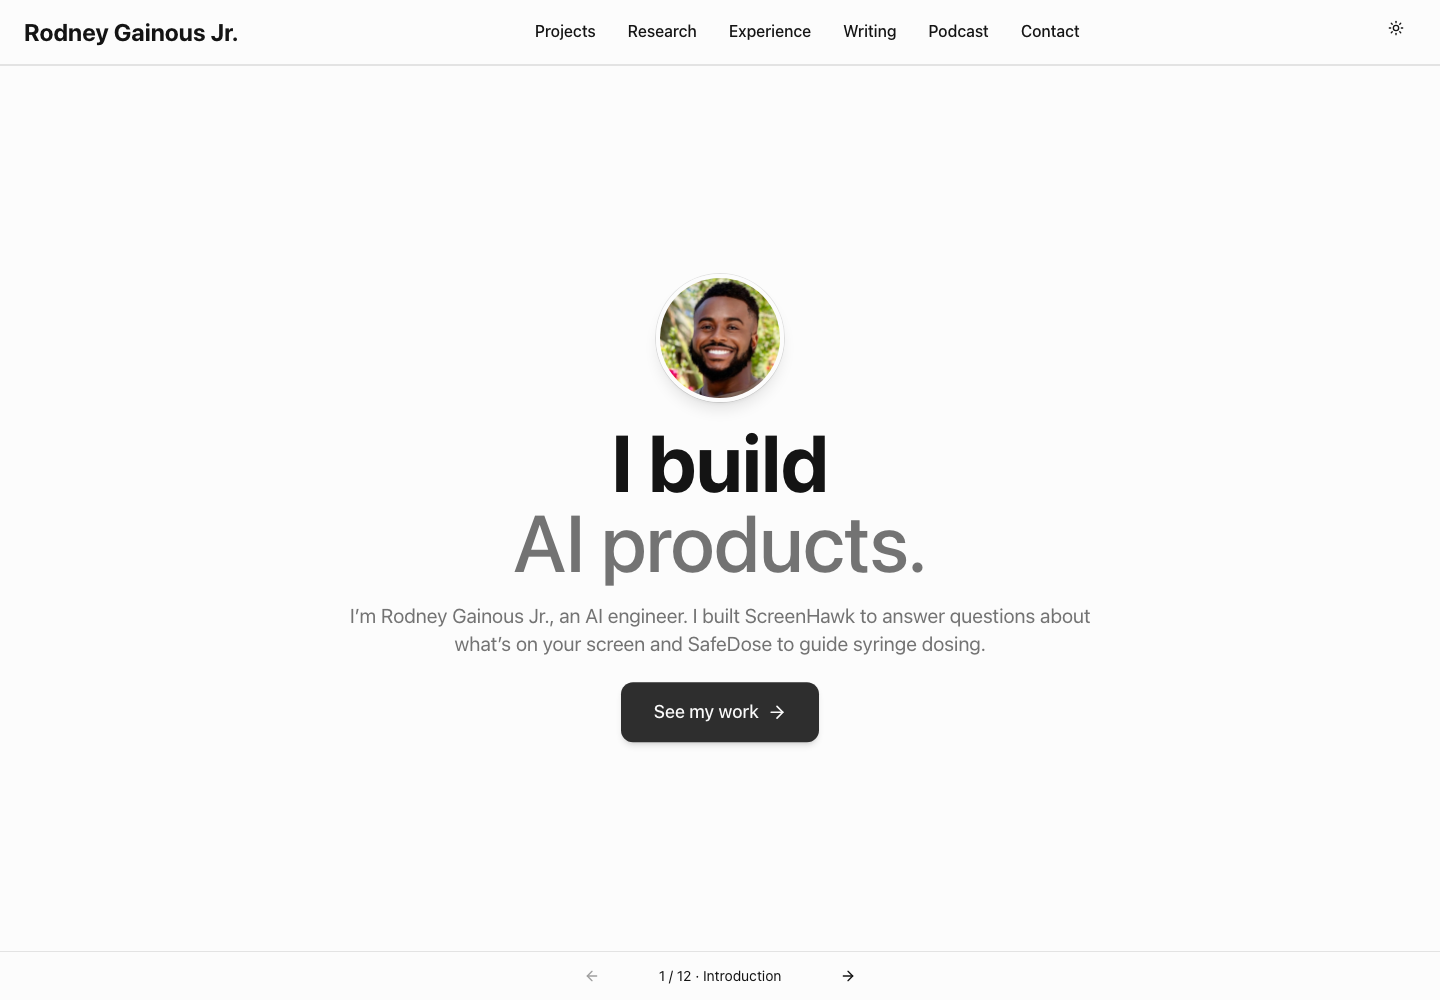 Rodney Gainous Jr.
Projects Research Experience Writing Podcast Contact
I build
AI products.
I’m Rodney Gainous Jr., an AI engineer. I built ScreenHawk to answer questions about
what’s on your screen and SafeDose to guide syringe dosing.
See my work →
← 1 / 12 · Introduction →